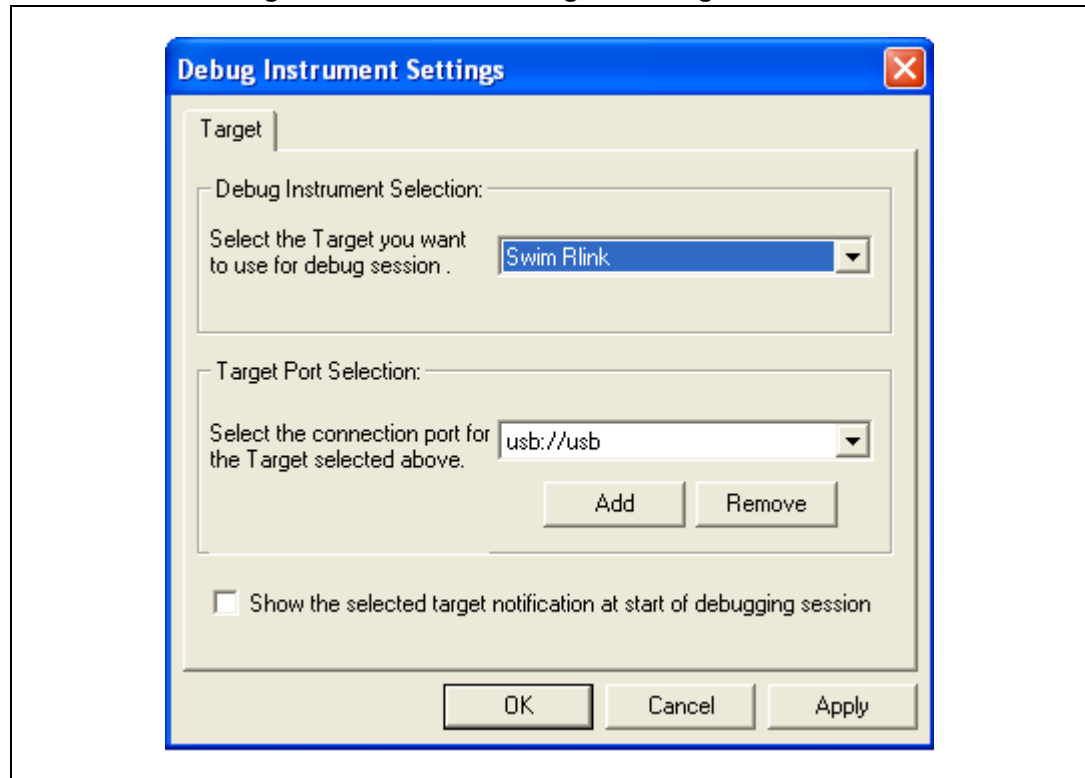 Debug Instrument Settings
Target
Debug Instrument Selection:
Select the Target you want
to use for debug session .
Swim Rlink
Target Port Selection:
Select the connection port for
the Target selected above.
usb://usb
Add Remove
Show the selected target notification at start of debugging session
OK Cancel Apply